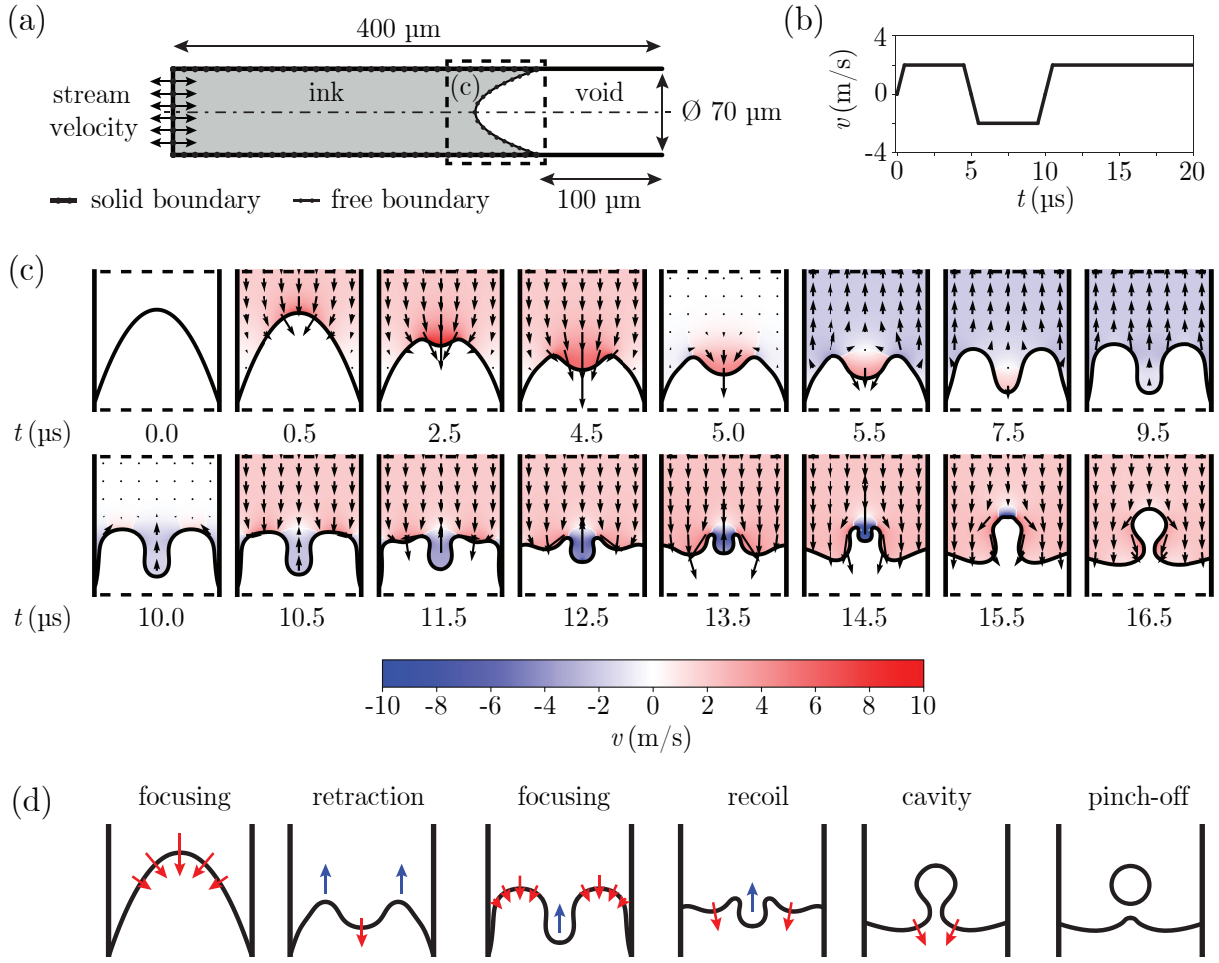 (a)
400 µm
ink
(c)
void
stream
velocity
Ø 70 µm
solid boundary
free boundary
100 µm
(b)
v (m/s)
4
0
-4
0
5
10
15
20
t (µs)
(c)
t (µs)
0.0
0.5
2.5
4.5
5.0
5.5
7.5
9.5
t (µs)
10.0
10.5
11.5
12.5
13.5
14.5
15.5
16.5
-10
-8
-6
-4
-2
0
2
4
6
8
10
v (m/s)
(d)
focusing
retraction
focusing
recoil
cavity
pinch-off